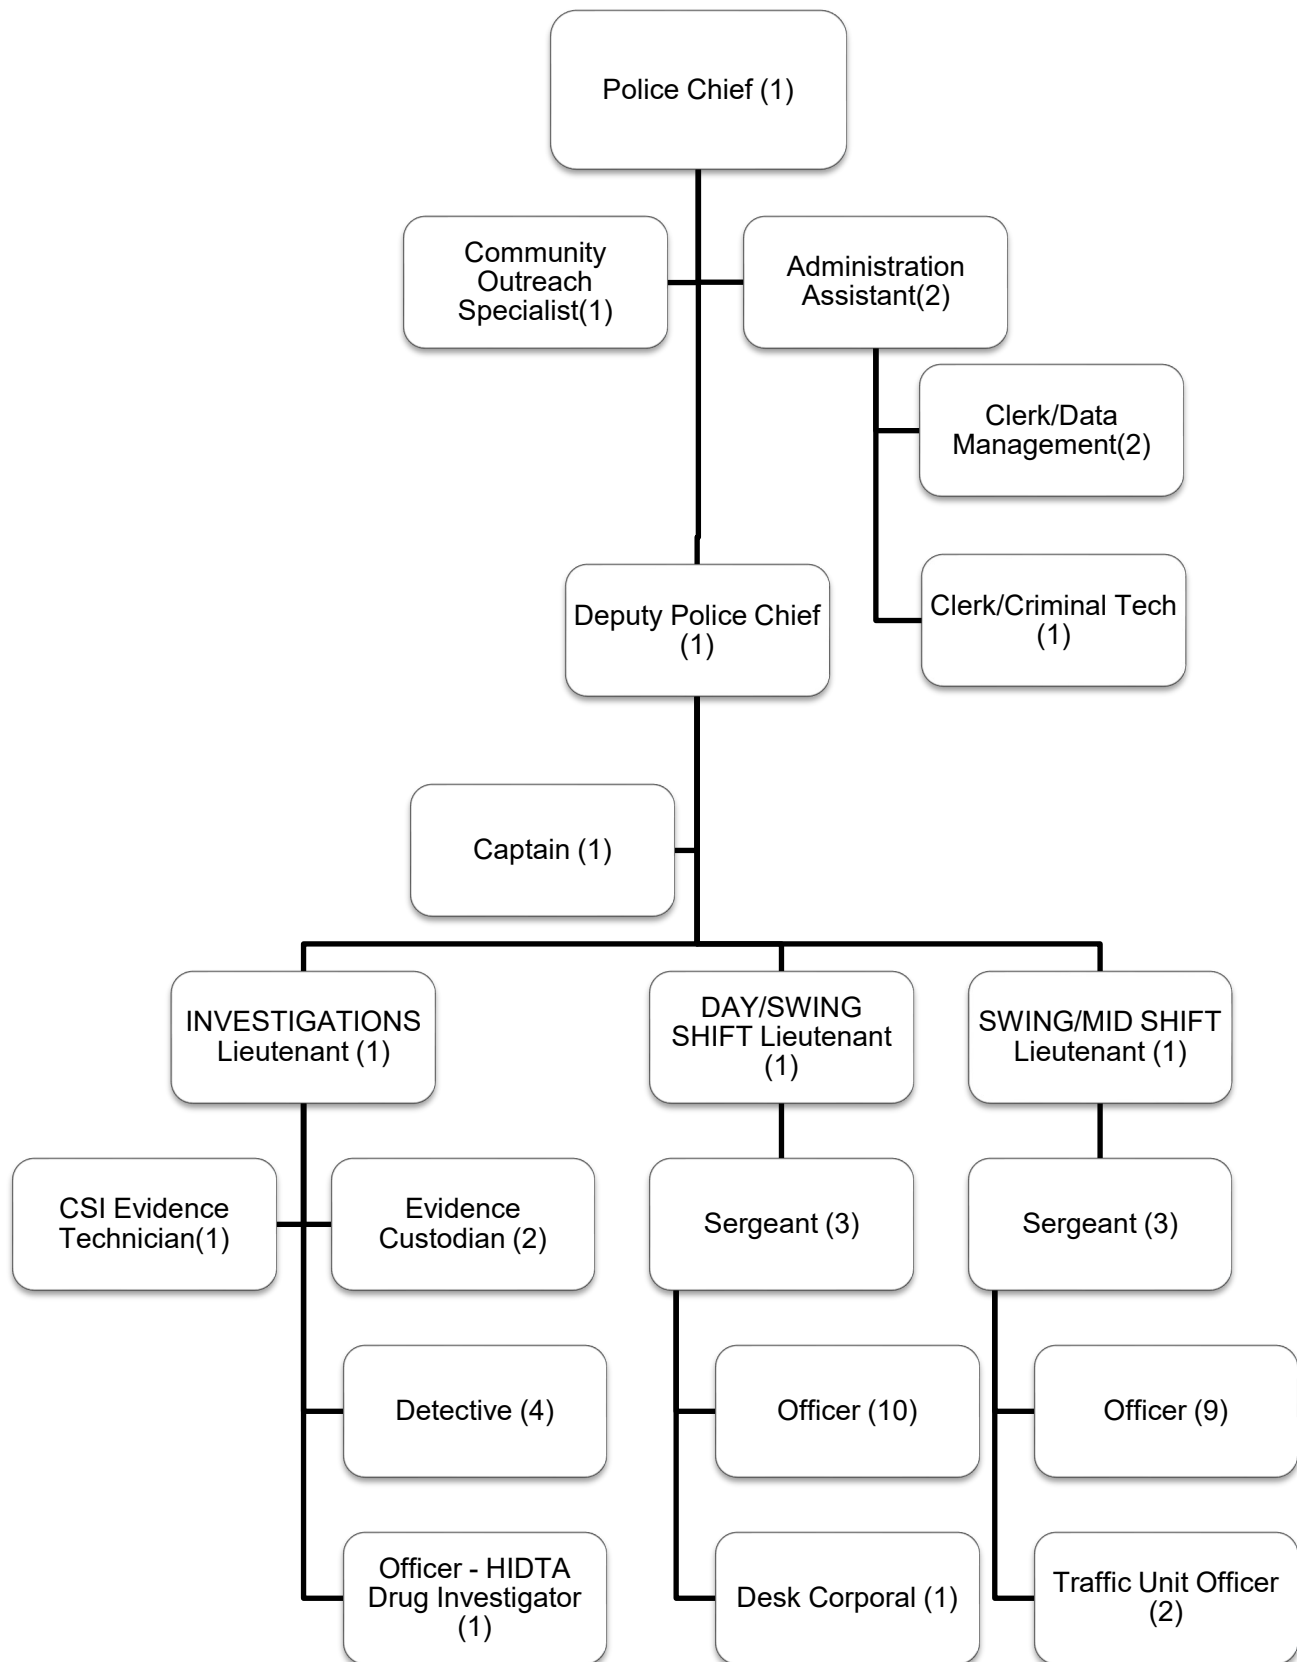 Police Chief (1)
Community
Outreach
Specialist(1)
Administration
Assistant(2)
Clerk/Data
Management(2)
Clerk/Criminal Tech
(1)
Deputy Police Chief
(1)
Captain (1)
INVESTIGATIONS
Lieutenant (1)
DAY/SWING
SHIFT Lieutenant
(1)
SWING/MID SHIFT
Lieutenant (1)
CSI Evidence
Technician(1)
Evidence
Custodian (2)
Sergeant (3)
Sergeant (3)
Detective (4)
Officer (10)
Officer (9)
Officer - HIDTA
Drug Investigator
(1)
Desk Corporal (1)
Traffic Unit Officer
(2)